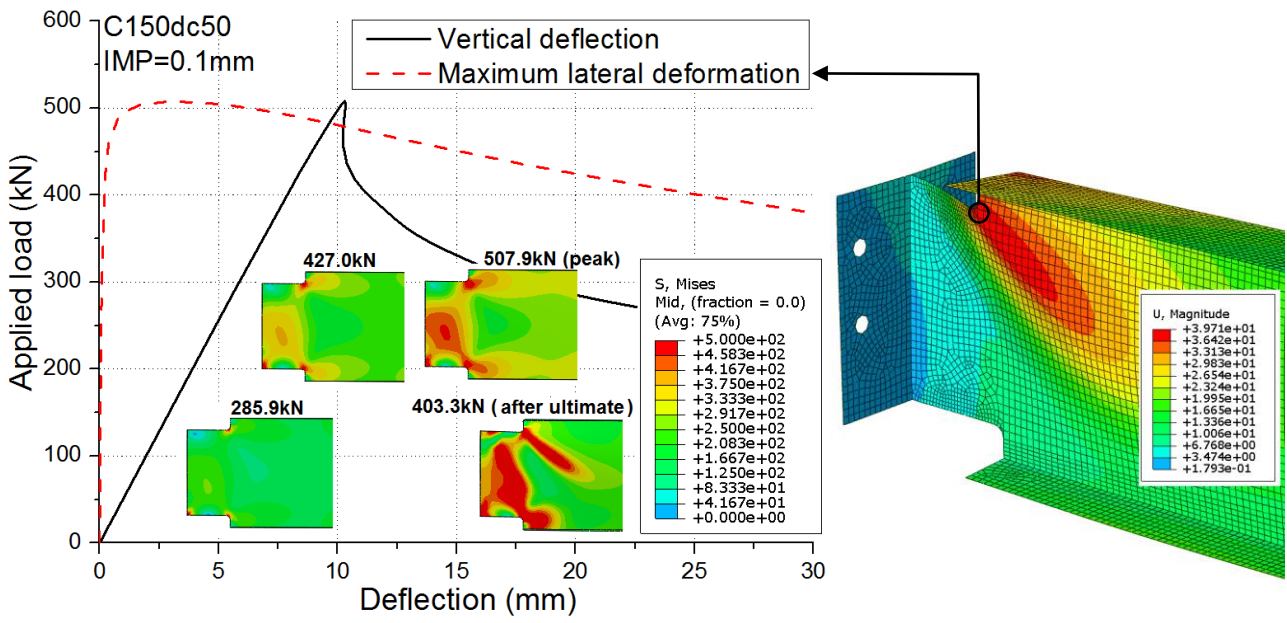 C150dc50
IMP=0.1mm
Vertical deflection
Maximum lateral deformation
Applied load (kN)
600
500
400
300
200
100
0
0
5
10
15
20
25
30
Deflection (mm)
427.0kN
507.9kN (peak)
285.9kN
403.3kN (after ultimate)
S, Mises
Mid, (fraction = 0.0)
(Avg: 75%)
+5.000e+02
+4.583e+02
+4.167e+02
+3.750e+02
+3.333e+02
+2.917e+02
+2.500e+02
+2.083e+02
+1.667e+02
+1.250e+02
+8.333e+01
+4.167e+01
+0.000e+00
U, Magnitude
+3.971e+01
+3.642e+01
+3.313e+01
+2.983e+01
+2.654e+01
+2.324e+01
+1.995e+01
+1.665e+01
+1.336e+01
+1.006e+01
+6.768e+00
+3.474e+00
+1.793e-01